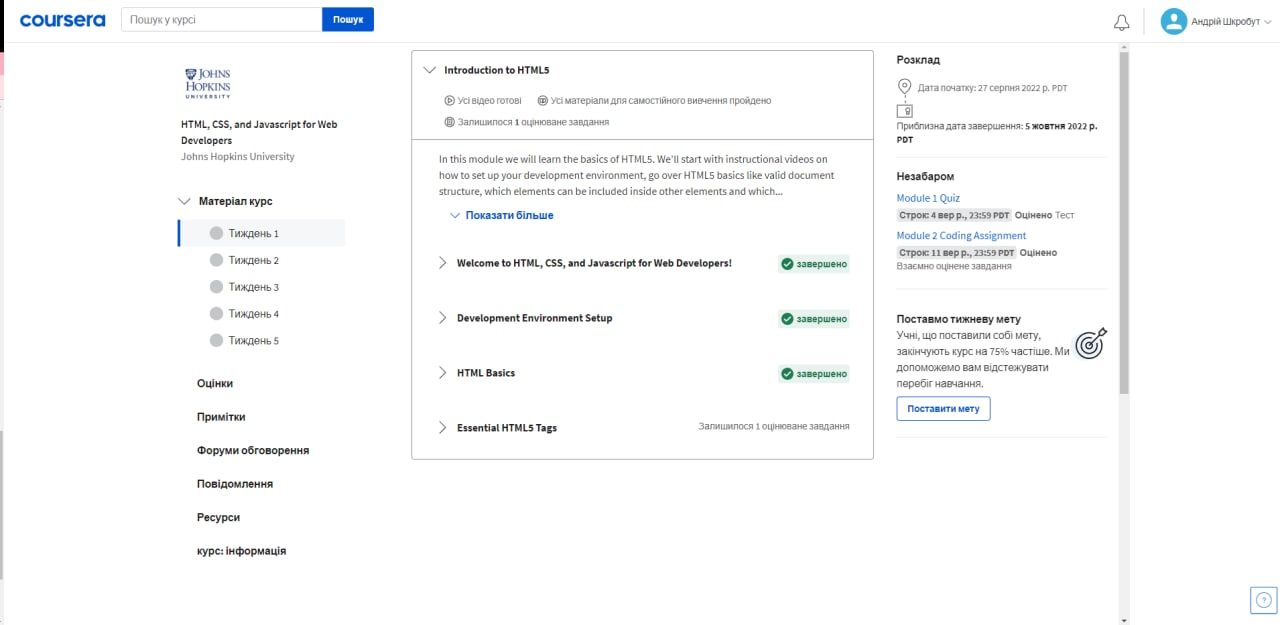 coursera
Пошук у курсі
Пошук
Андрій Шкробут
JOHNS
HOPKINS
UNIVERSITY
HTML, CSS, and Javascript for Web
Developers
Johns Hopkins University
Матеріал курс
Тиждень 1
Тиждень 2
Тиждень 3
Тиждень 4
Тиждень 5
Оцінки
Примітки
Форуми обговорення
Повідомлення
Ресурси
курс: інформація
Introduction to HTML5
Усі відео готові Усі матеріали для самостійного вивчення пройдено
Залишилося 1 оцінюване завдання
In this module we will learn the basics of HTML5. We'll start with instructional videos on
how to set up your development environment, go over HTML5 basics like valid document
structure, which elements can be included inside other elements and which...
Показати більше
Welcome to HTML, CSS, and Javascript for Web Developers! завершено
Development Environment Setup завершено
HTML Basics завершено
Essential HTML5 Tags Залишилося 1 оцінюване завдання
Розклад
Дата початку: 27 серпня 2022 р. PDT
Приблизна дата завершення: 5 жовтня 2022 р.
PDT
Незабаром
Module 1 Quiz
Строк: 4 вер р., 23:59 PDT Оцінено Тест
Module 2 Coding Assignment
Строк: 11 вер р., 23:59 PDT Оцінено
Взаємно оцінене завдання
Поставмо тижневу мету
Учні, що поставили собі мету,
закінчують курс на 75% частіше. Ми
допоможемо вам відстежувати
перебіг навчання.
Поставити мету